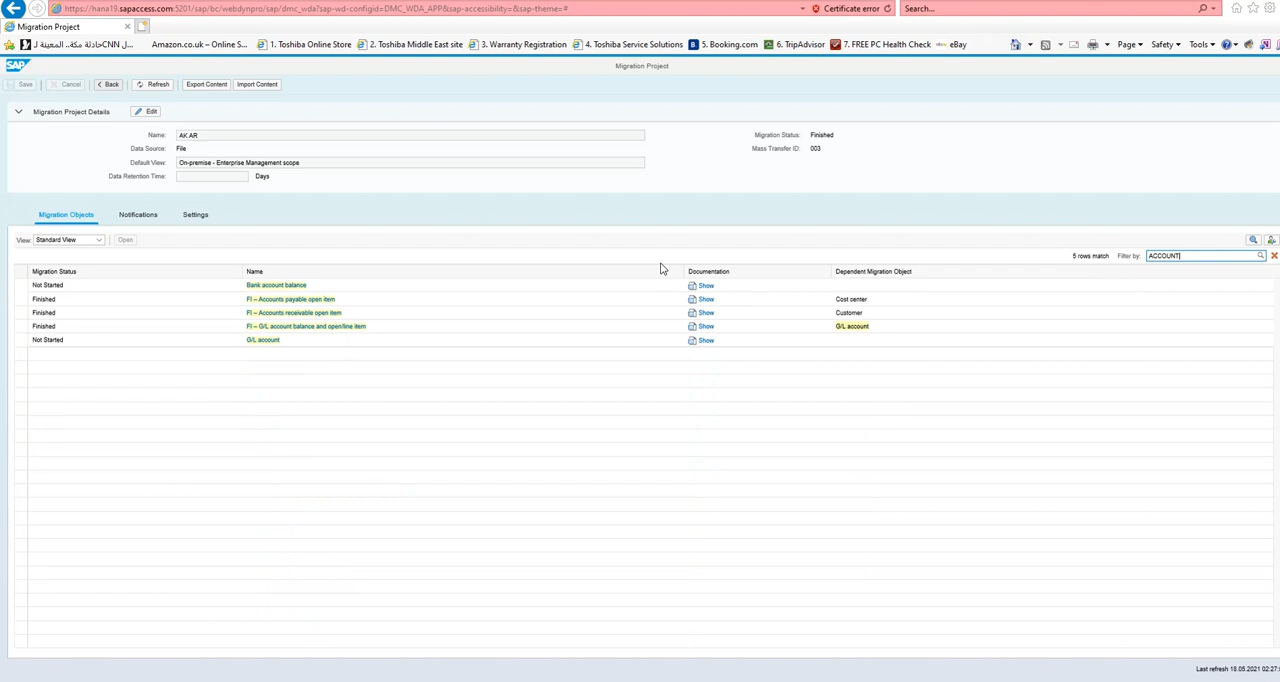 https://hana19.sapaccess.com:5201/sap/bc/webdynpro/sap/dmc_wda?sap-wd-configid=DMC_WDA_APP&sap-accessibility=&sap-theme=#
Certificate error
Search...
Migration Project
حادثة مكة.. المعينة لـCNN ل...
Amazon.co.uk – Online S...
1. Toshiba Online Store
2. Toshiba Middle East site
3. Warranty Registration
4. Toshiba Service Solutions
5. Booking.com
6. TripAdvisor
7. FREE PC Health Check
eBay
Page
Safety
Tools
SAP
Migration Project
Save
Cancel
Back
Refresh
Export Content
Import Content
Migration Project Details
Edit
Name: AK AR
Migration Status: Finished
Data Source: File
Mass Transfer ID: 003
Default View: On-premise - Enterprise Management scope
Data Retention Time: Days
Migration Objects
Notifications
Settings
View: Standard View
Open
5 rows match
Filter by: ACCOUNT
Migration Status Name Documentation Dependent Migration Object
Not Started Bank account balance Show
Finished FI – Accounts payable open item Show Cost center
Finished FI – Accounts receivable open item Show Customer
Finished FI – G/L account balance and open/line item Show G/L account
Not Started G/L account Show
Last refresh 18.05.2021 02:27: